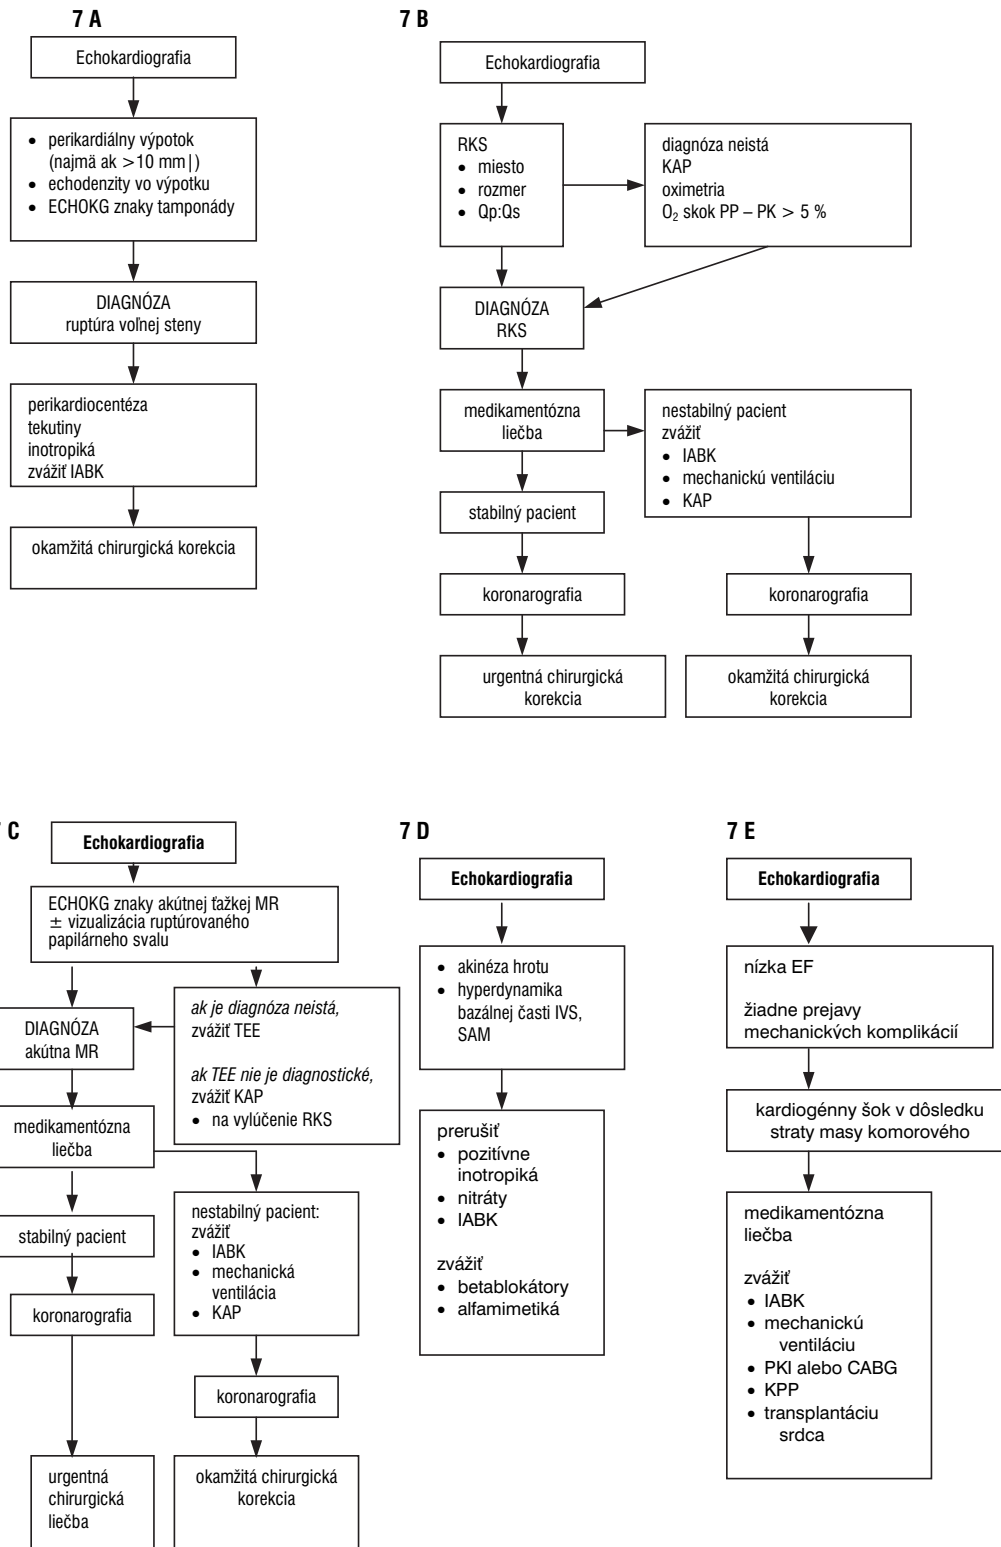 7 A
Echokardiografia
• perikardiálny výpotok
(najmä ak >10 mm|)
• echodenzity vo výpotku
• ECHOKG znaky tamponády
DIAGNÓZA
ruptúra voľnej steny
perikardiocentéza
tekutiny
inotropiká
zvážiť IABK
okamžitá chirurgická korekcia
7 B
Echokardiografia
RKS
• miesto
• rozmer
• Qp:Qs
diagnóza neistá
KAP
oximetria
O₂ skok PP – PK > 5 %
DIAGNÓZA
RKS
medikamentózna
liečba
nestabilný pacient
zvážiť
• IABK
• mechanickú ventiláciu
• KAP
stabilný pacient
koronarografia
koronarografia
urgentná chirurgická
korekcia
okamžitá chirurgická
korekcia
C
Echokardiografia
ECHOKG znaky akútnej ťažkej MR
± vizualizácia ruptúrovaného
papilárneho svalu
DIAGNÓZA
akútna MR
ak je diagnóza neistá,
zvážiť TEE
ak TEE nie je diagnostické,
zvážiť KAP
• na vylúčenie RKS
medikamentózna
liečba
stabilný pacient
nestabilný pacient:
zvážiť
• IABK
• mechanická
ventilácia
• KAP
koronarografia
koronarografia
urgentná
chirurgická
liečba
okamžitá chirurgická
korekcia
7 D
Echokardiografia
• akinéza hrotu
• hyperdynamika
bazálnej časti IVS,
SAM
prerušiť
• pozitívne
inotropiká
• nitráty
• IABK
zvážiť
• betablokátory
• alfamimetiká
7 E
Echokardiografia
nízka EF
žiadne prejavy
mechanických komplikácií
kardiogénny šok v dôsledku
straty masy komorového
medikamentózna
liečba
zvážiť
• IABK
• mechanickú
ventiláciu
• PKI alebo CABG
• KPP
• transplantáciu
srdca